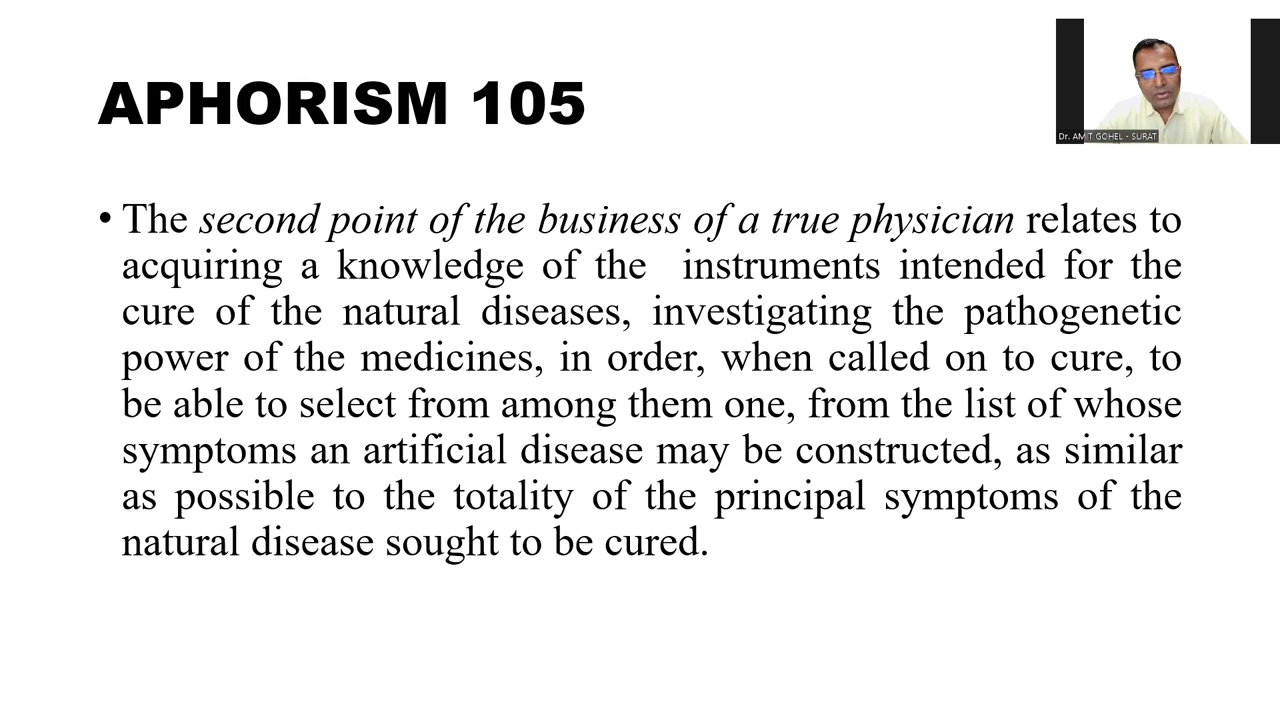 APHORISM 105
Dr. AMIT GOHEL - SURAT
• The second point of the business of a true physician relates to
acquiring a knowledge of the instruments intended for the
cure of the natural diseases, investigating the pathogenetic
power of the medicines, in order, when called on to cure, to
be able to select from among them one, from the list of whose
symptoms an artificial disease may be constructed, as similar
as possible to the totality of the principal symptoms of the
natural disease sought to be cured.